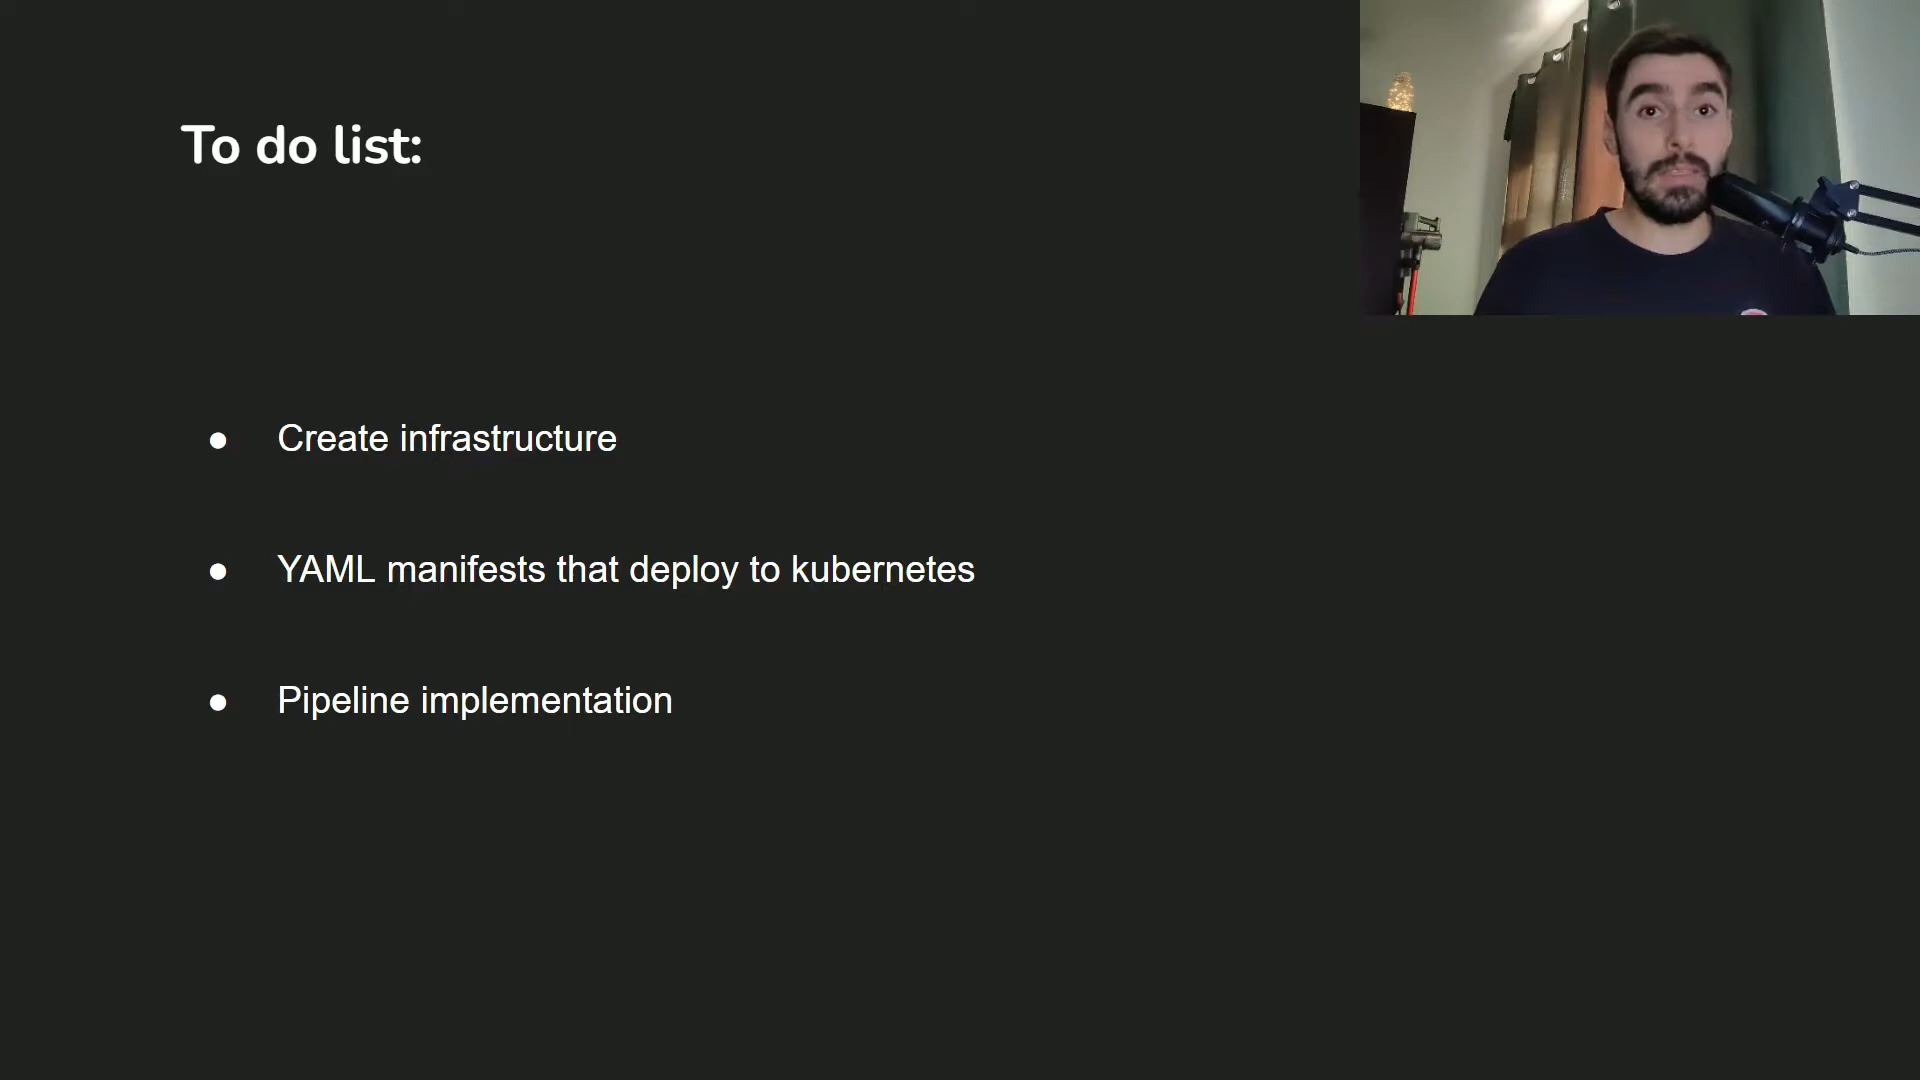 To do list:
● Create infrastructure
● YAML manifests that deploy to kubernetes
● Pipeline implementation